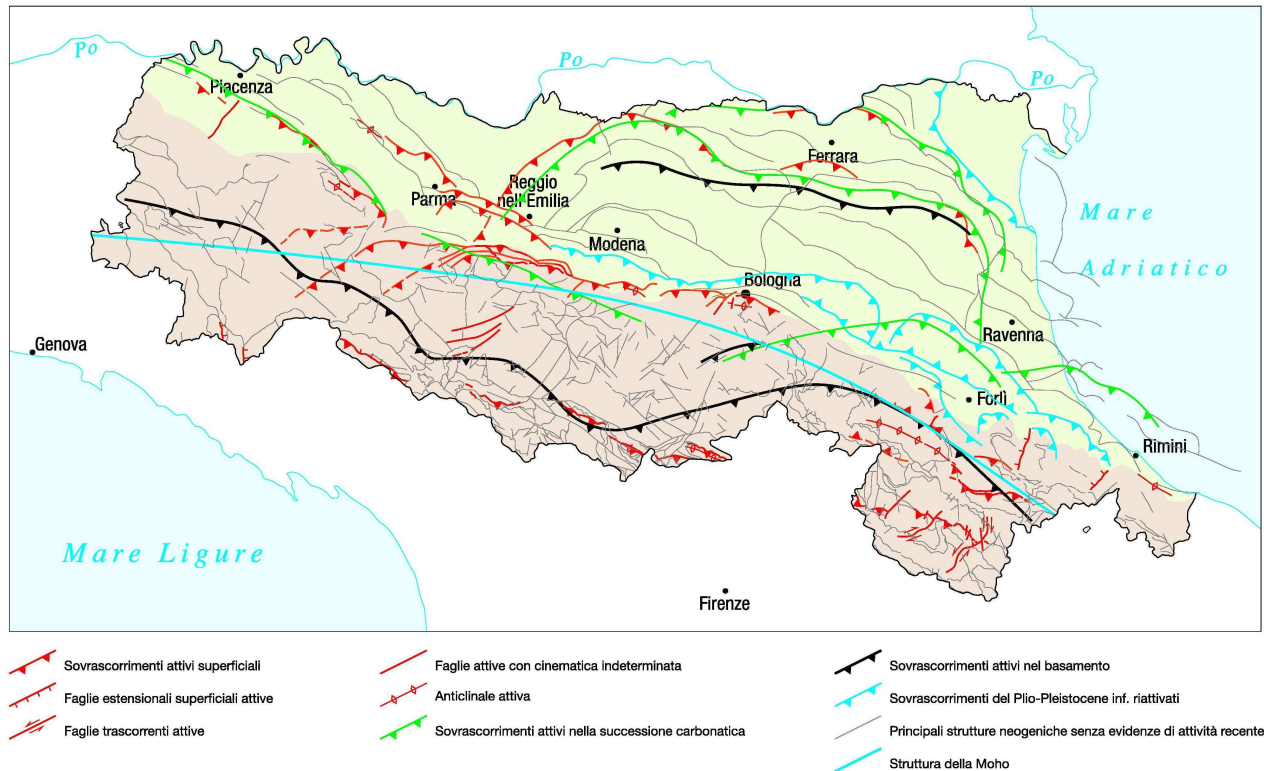 Po
Po
Po
Piacenza
Ferrara
Parma
Reggio
nell'Emilia
Modena
Mare
Adriatico
Bologna
Ravenna
Genova
Forlì
Rimini
Mare Ligure
Firenze
Sovrascorrimenti attivi superficiali
Faglie estensionali superficiali attive
Faglie trascorrenti attive
Faglie attive con cinematica indeterminata
Anticlinale attiva
Sovrascorrimenti attivi nella successione carbonatica
Sovrascorrimenti attivi nel basamento
Sovrascorrimenti del Plio-Pleistocene inf. riattivati
Principali strutture neogeniche senza evidenze di attività recente
Struttura della Moho